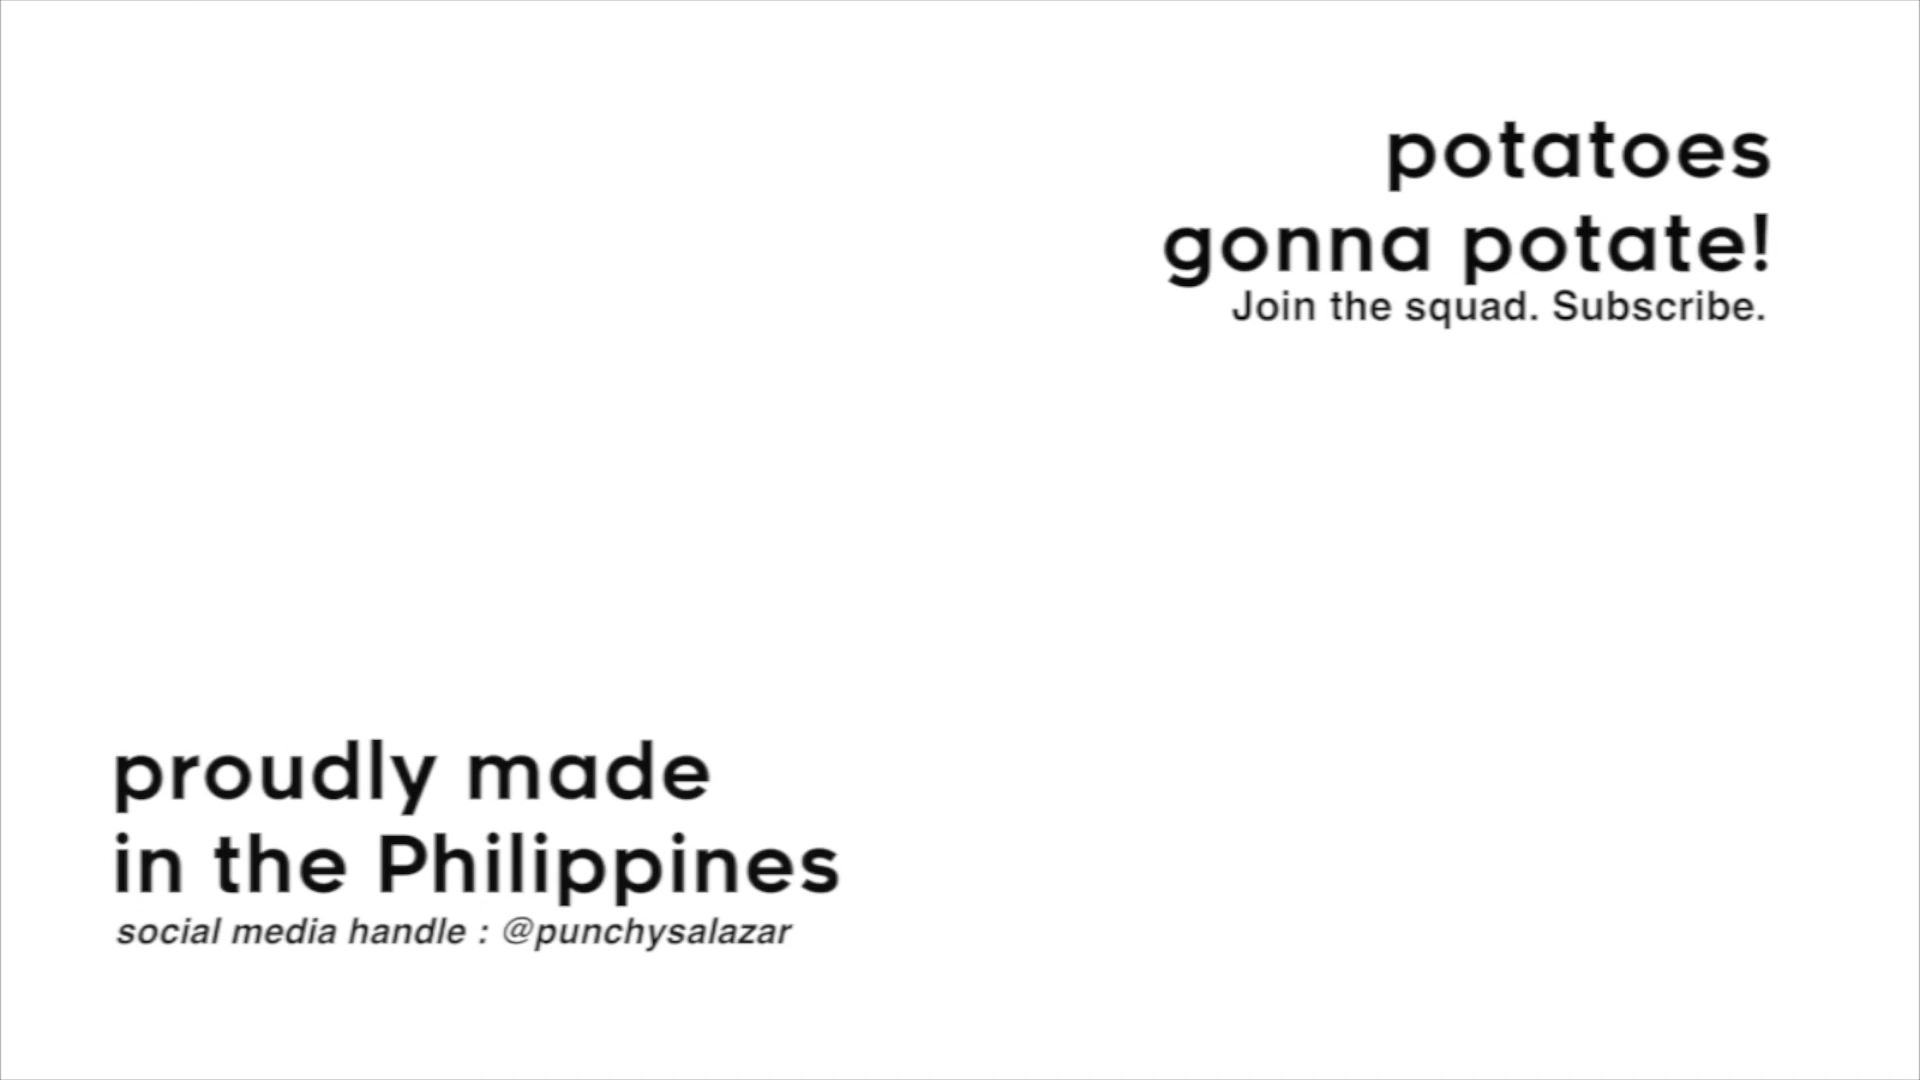 potatoes
gonna potate!
Join the squad. Subscribe.
proudly made
in the Philippines
social media handle : @punchysalazar